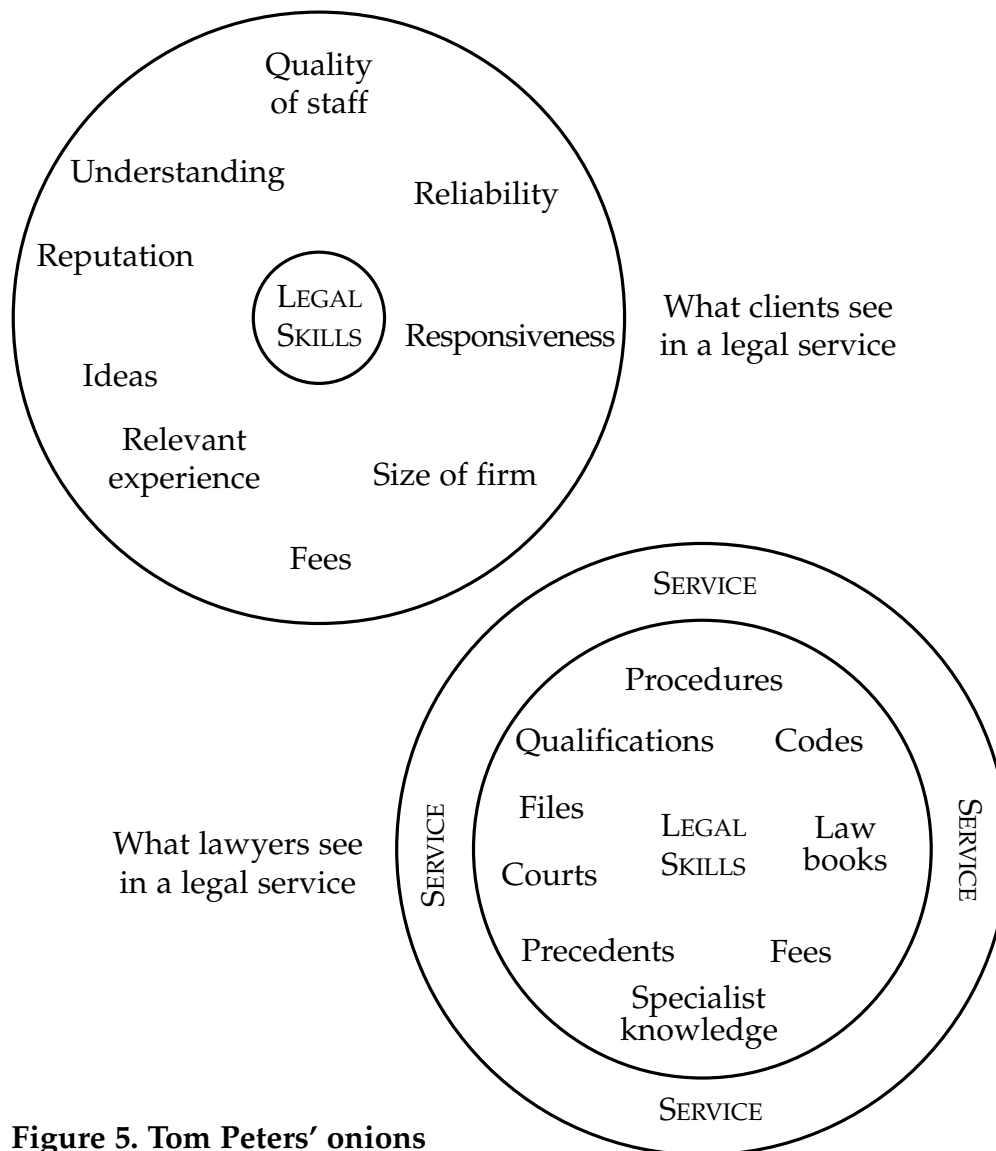 Quality
of staff
Understanding
Reliability
Reputation
LEGAL
SKILLS
Responsiveness
What clients see
in a legal service
Ideas
Relevant
experience
Size of firm
Fees
SERVICE
Procedures
Qualifications
Codes
Files
LEGAL
SKILLS
Law
books
Courts
SERVICE
SERVICE
What lawyers see
in a legal service
Precedents
Fees
Specialist
knowledge
SERVICE
Figure 5. Tom Peters’ onions